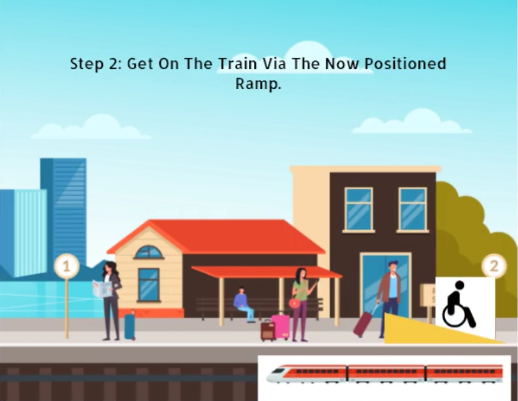 Step 2: Get On The Train Via The Now Positioned
Ramp.
1
2